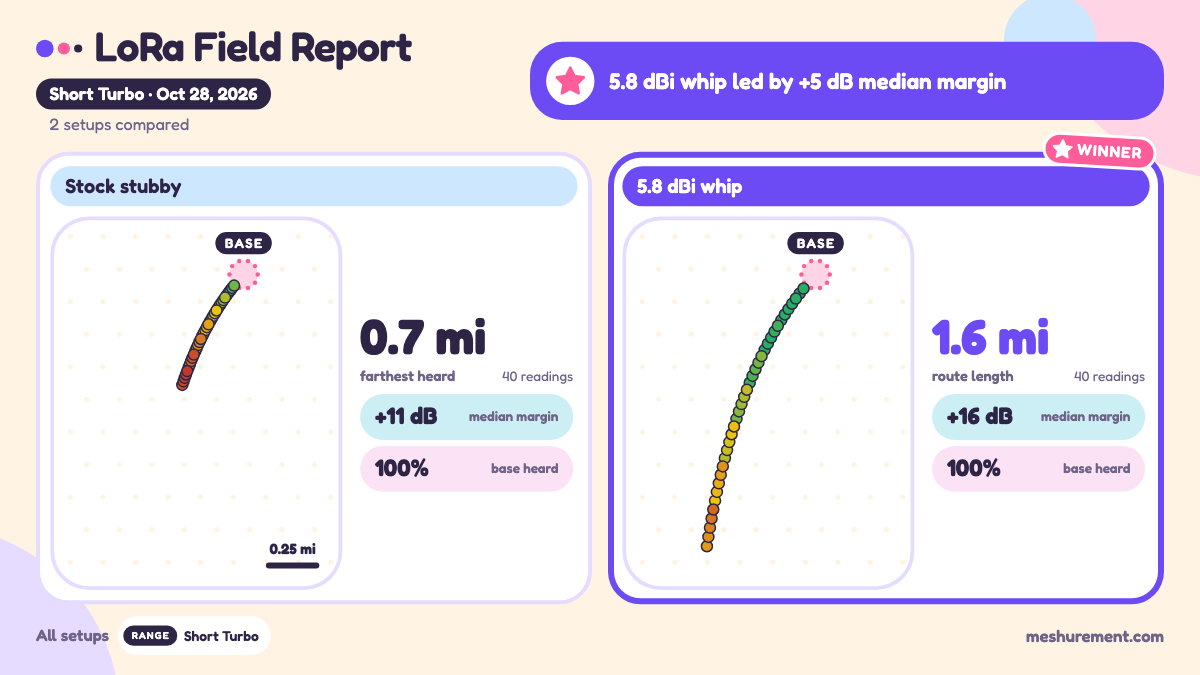 LoRa Field Report
Short Turbo · Oct 28, 2026
2 setups compared
5.8 dBi whip led by +5 dB median margin
WINNER
Stock stubby
BASE
0.25 mi
0.7 mi
farthest heard 40 readings
+11 dB median margin
100% base heard
5.8 dBi whip
BASE
1.6 mi
route length 40 readings
+16 dB median margin
100% base heard
All setups RANGE Short Turbo
meshurement.com